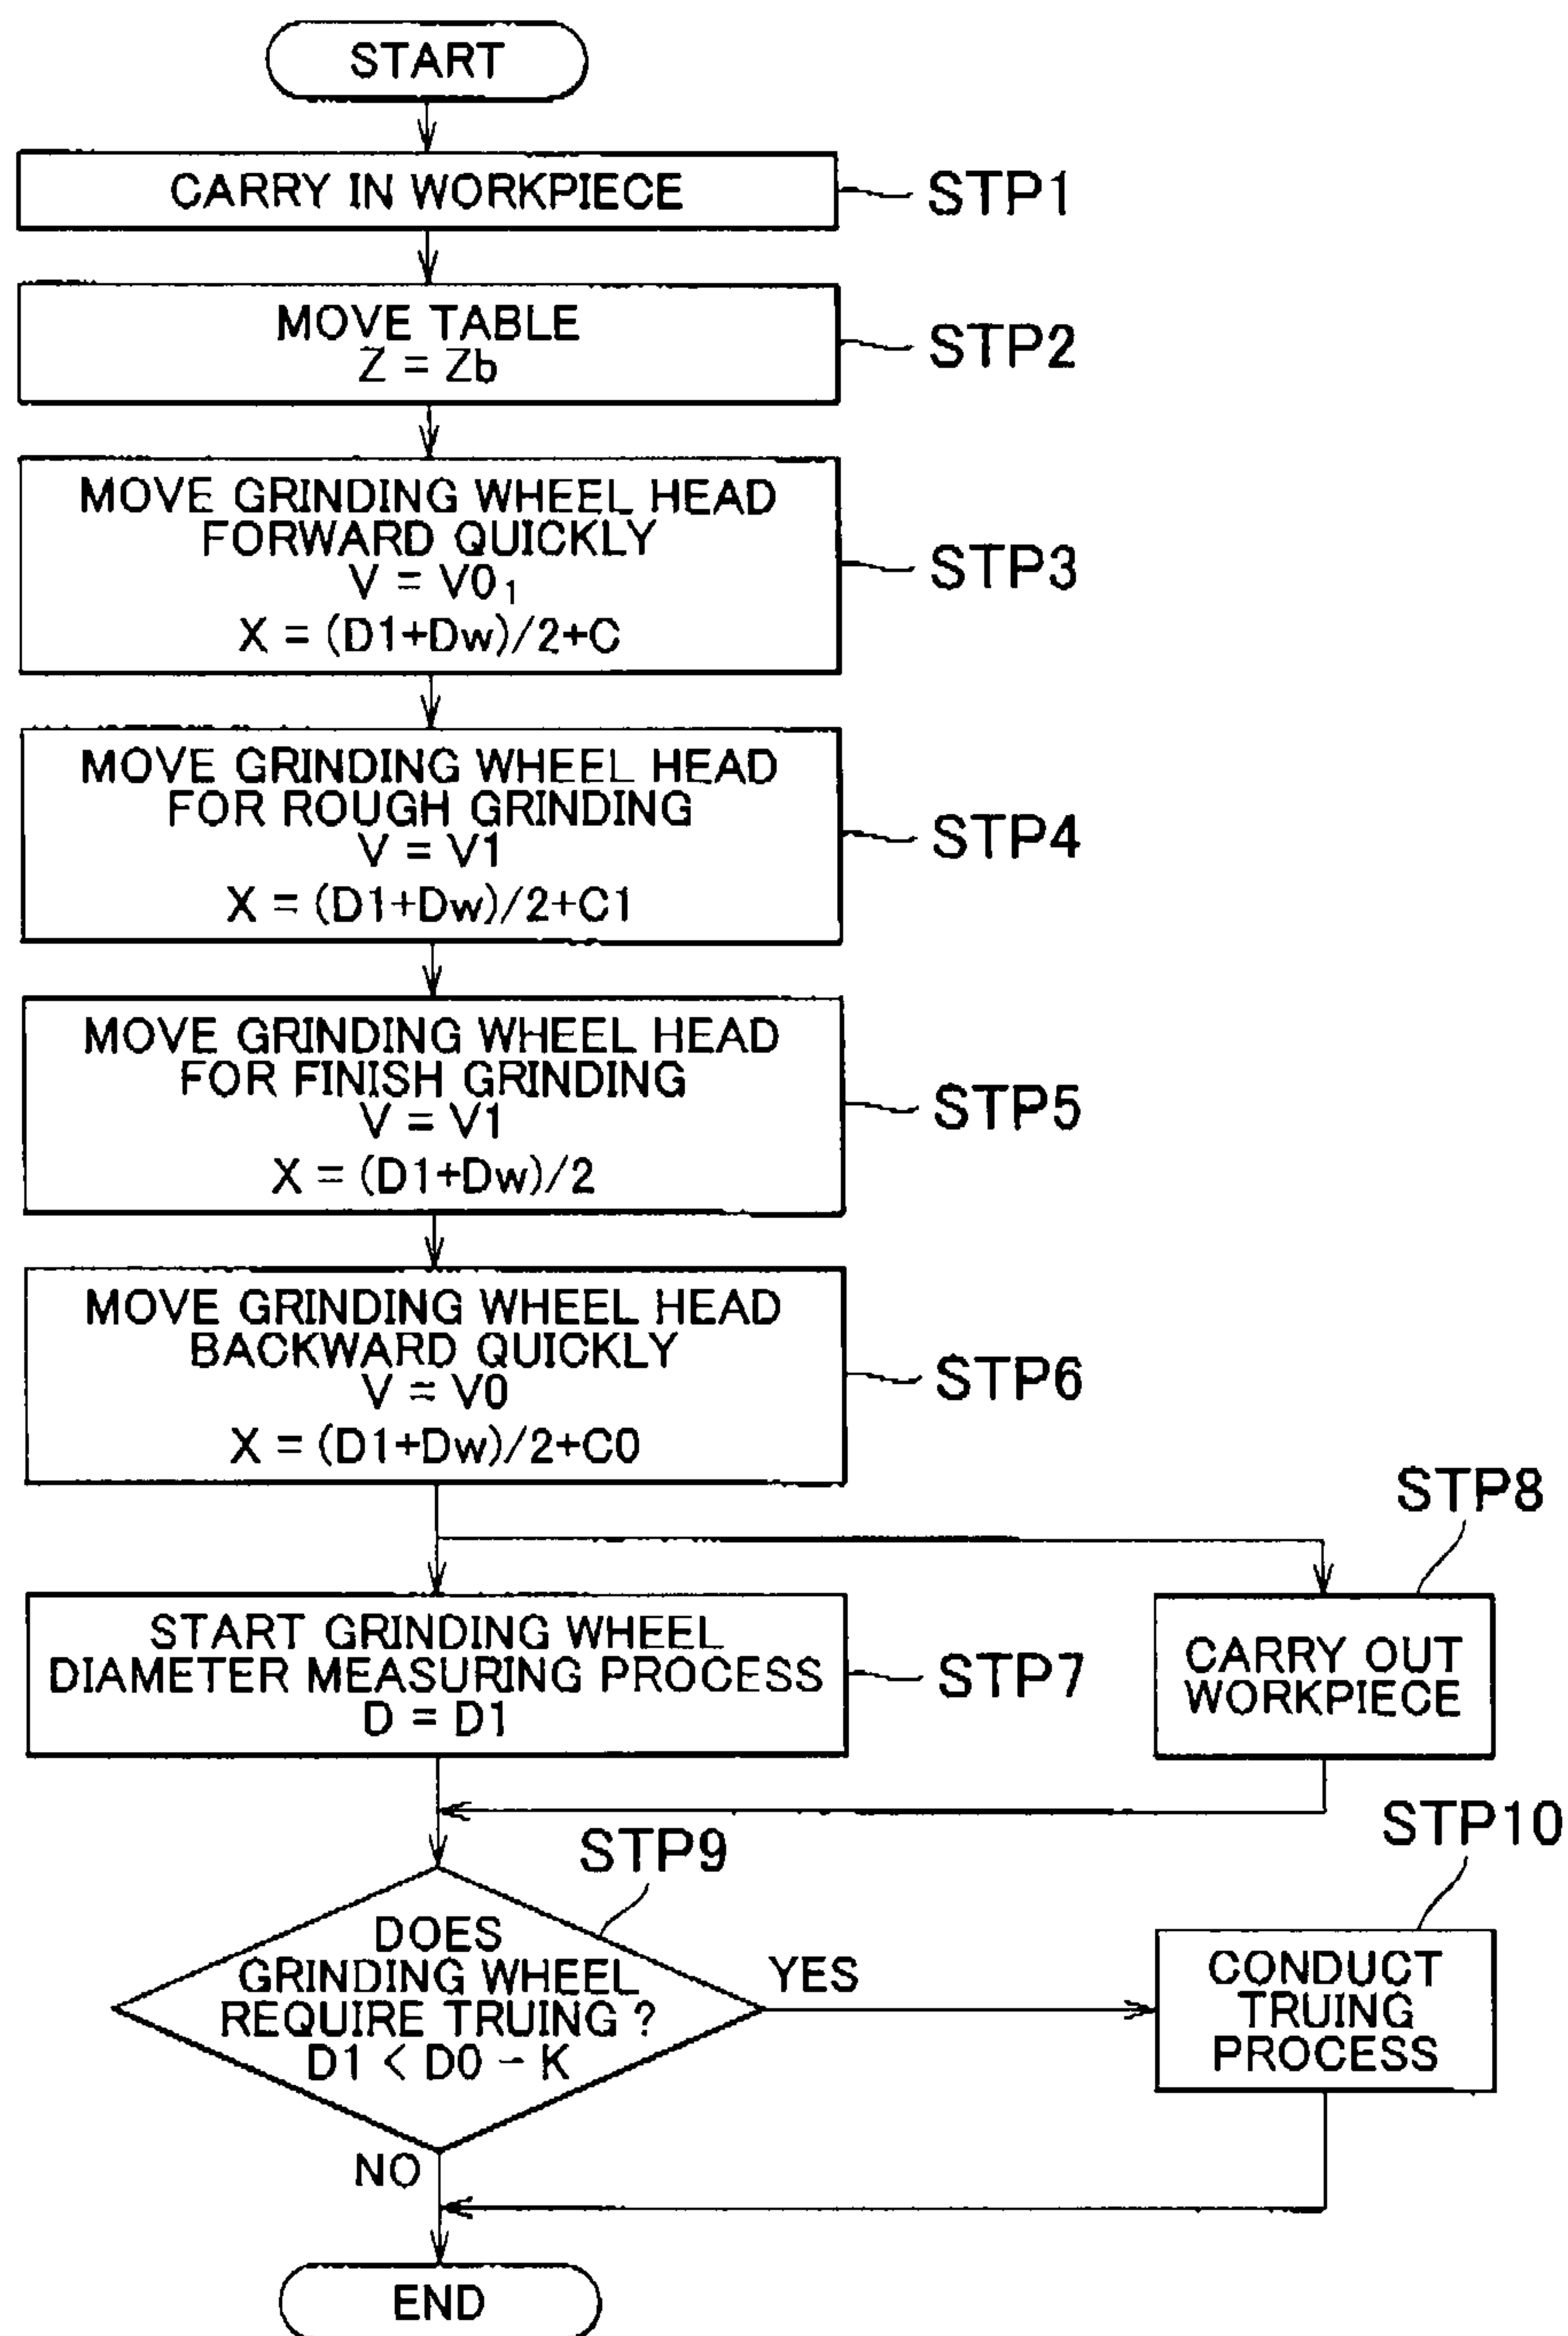 START
CARRY IN WORKPIECE
STP1
MOVE TABLE
Z = Zb
STP2
MOVE GRINDING WHEEL HEAD
FORWARD QUICKLY
V = V0₁
X = (D1+Dw)/2+C
STP3
MOVE GRINDING WHEEL HEAD
FOR ROUGH GRINDING
V = V1
X = (D1+Dw)/2+C1
STP4
MOVE GRINDING WHEEL HEAD
FOR FINISH GRINDING
V = V1
X = (D1+Dw)/2
STP5
MOVE GRINDING WHEEL HEAD
BACKWARD QUICKLY
V = V0
X = (D1+Dw)/2+C0
STP6
START GRINDING WHEEL
DIAMETER MEASURING PROCESS
D = D1
STP7
STP8
CARRY OUT
WORKPIECE
STP9
DOES
GRINDING WHEEL
REQUIRE TRUING ?
D1 < D0 - K
YES
NO
STP10
CONDUCT
TRUING
PROCESS
END